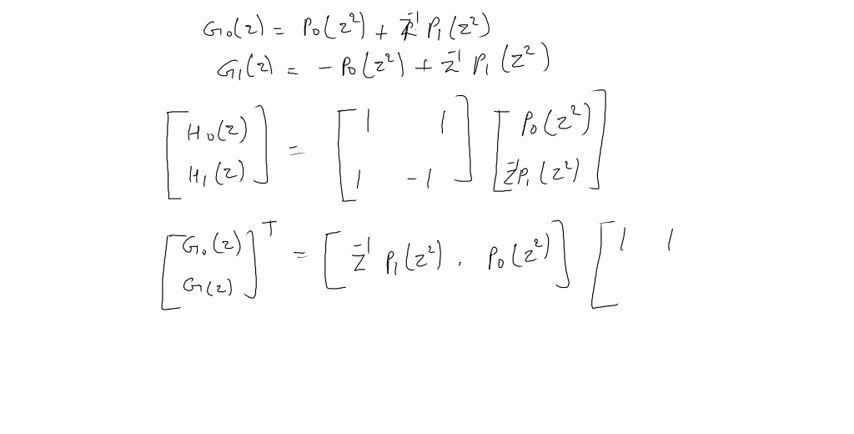 G₀(z) = P₀(z²) + z⁻¹ P₁(z²)
G₁(z) = - P₀(z²) + z⁻¹ P₁(z²)
[H₀(z) H₁(z)] = [1 1 1 -1] [P₀(z²) z⁻¹P₁(z²)]
[G₀(z) G(z)]ᵀ = [z⁻¹ P₁(z²) . P₀(z²)] [1 1